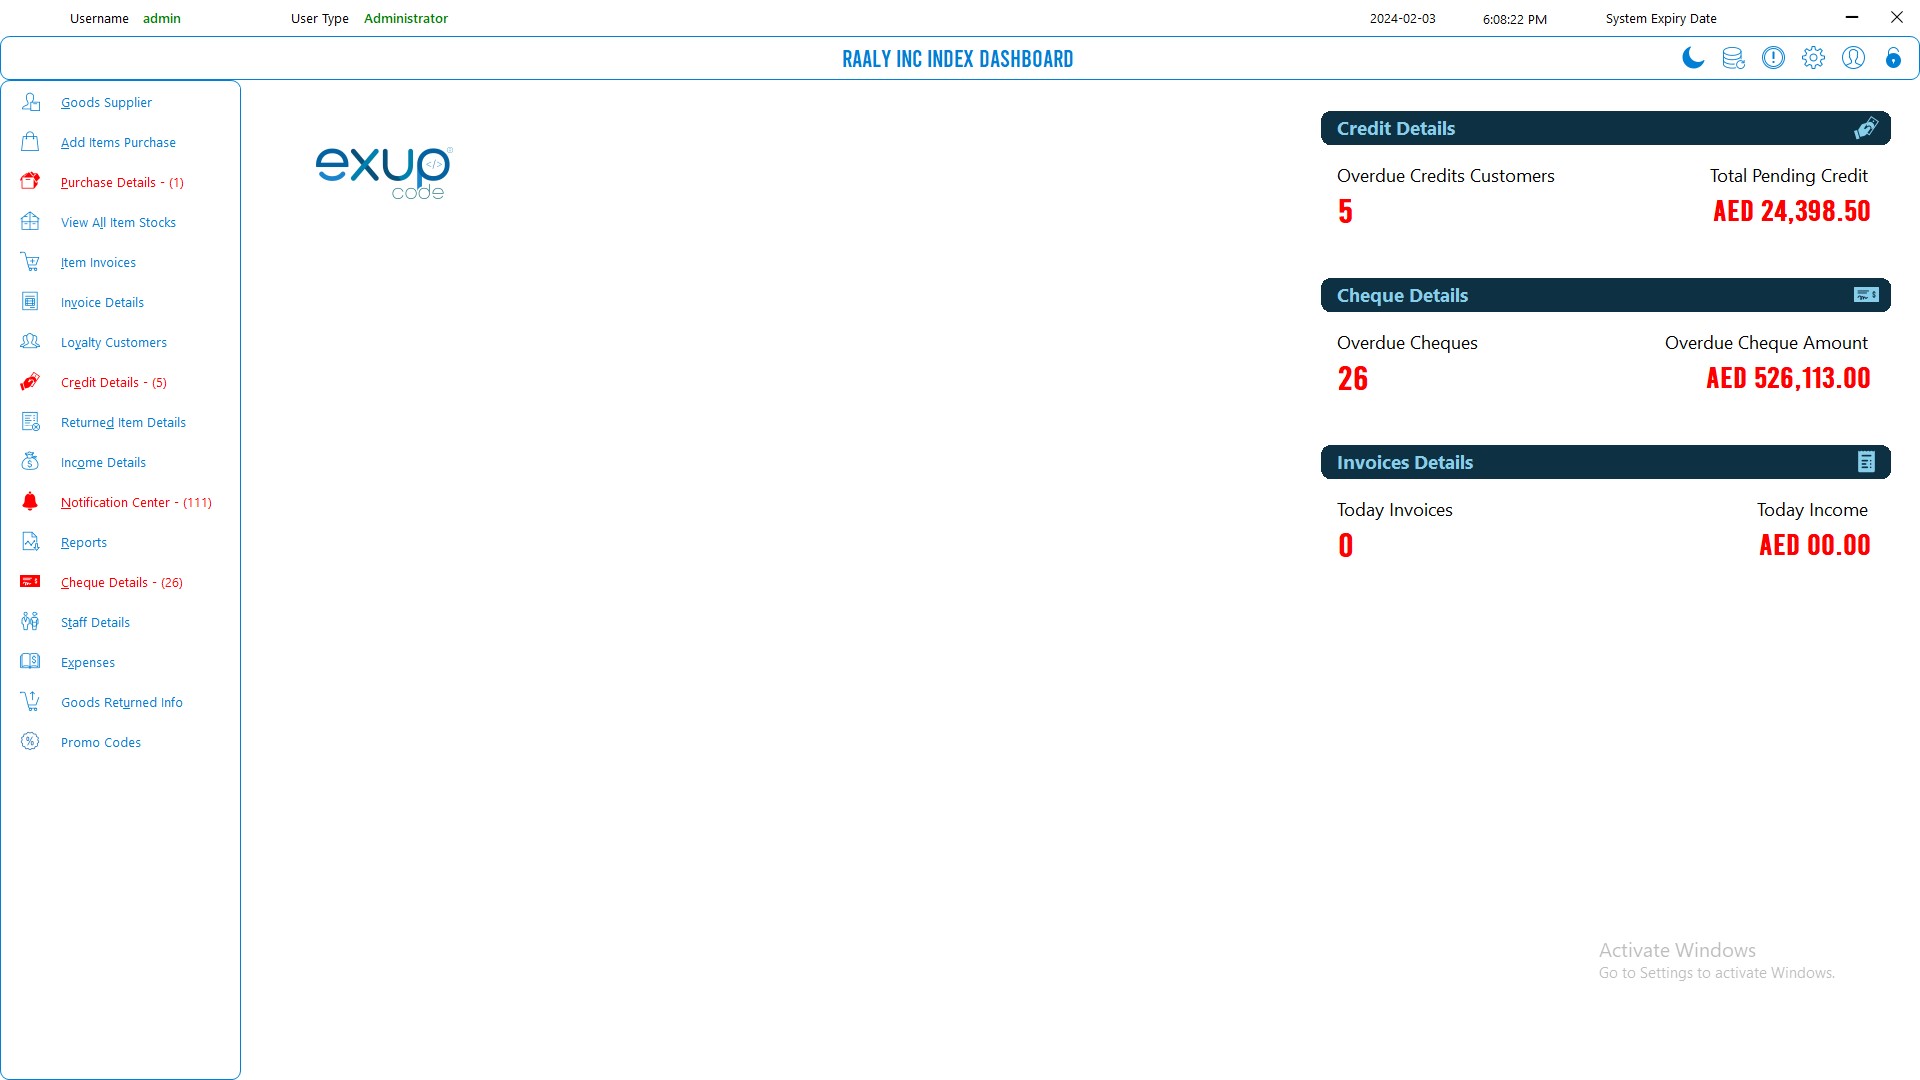 Username admin User Type Administrator 2024-02-03 6:08:22 PM System Expiry Date
RAALY INC INDEX DASHBOARD
Goods Supplier
Add Items Purchase
Purchase Details - (1)
View All Item Stocks
Item Invoices
Invoice Details
Loyalty Customers
Credit Details - (5)
Returned Item Details
Income Details
Notification Center - (111)
Reports
Cheque Details - (26)
Staff Details
Expenses
Goods Returned Info
Promo Codes
exup
code
Credit Details
Overdue Credits Customers Total Pending Credit
5 AED 24,398.50
Cheque Details
Overdue Cheques Overdue Cheque Amount
26 AED 526,113.00
Invoices Details
Today Invoices Today Income
0 AED 00.00
Activate Windows
Go to Settings to activate Windows.